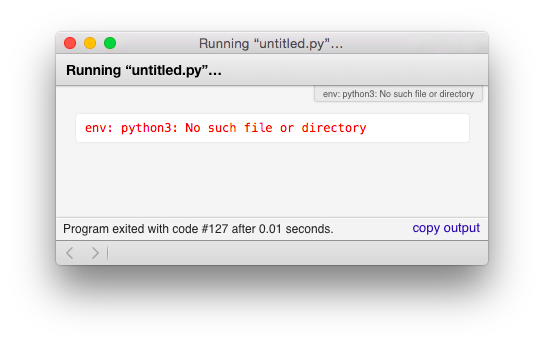 Running “untitled.py”…
Running “untitled.py”…
env: python3: No such file or directory
env: python3: No such file or directory
Program exited with code #127 after 0.01 seconds.
copy output